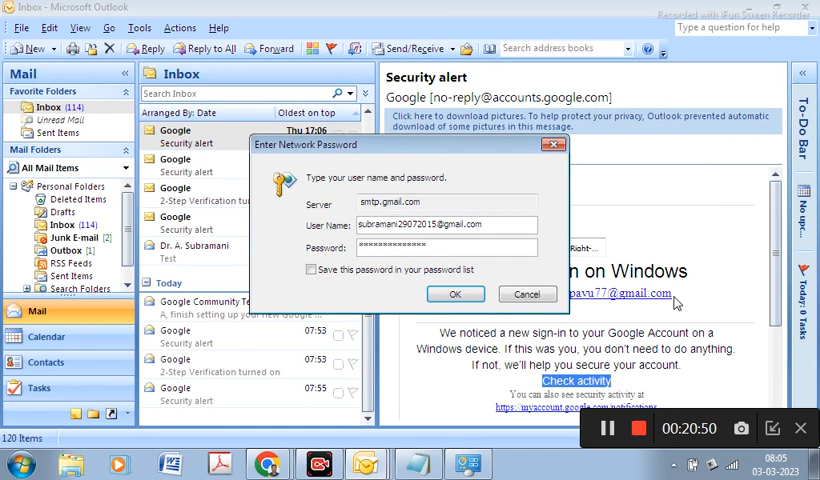 Inbox - Microsoft Outlook
Recorded with iFun Screen Recorder
File Edit View Go Tools Actions Help
Type a question for help
New Reply Reply to All Forward Send/Receive Search address books
Mail «
Favorite Folders
Inbox (114)
Unread Mail
Sent Items
Mail Folders
All Mail Items
Personal Folders
Deleted Items
Drafts
Inbox (114)
Junk E-mail [2]
Outbox [1]
RSS Feeds
Sent Items
Search Folders
Mail
Calendar
Contacts
Tasks
Inbox
Search Inbox
Arranged By: Date Oldest on top
Google Thu 17:06
Security alert
Google
Security alert
Google
2-Step Verification
Google
Security alert
Dr. A. Subramani
Test
Today
Google Community Te
A, finish setting up your new Google ...
Google 07:53
Security alert
Google 07:53
2-Step Verification turned on
Google 07:55
Security alert
Security alert
Google [no-reply@accounts.google.com]
Click here to download pictures. To help protect your privacy, Outlook prevented automatic
download of some pictures in this message.
Right-...
n on Windows
pavu77@gmail.com
We noticed a new sign-in to your Google Account on a
Windows device. If this was you, you don't need to do anything.
If not, we'll help you secure your account.
Check activity
You can also see security activity at
https://myaccount.google.com/notifications
Enter Network Password
Type your user name and password.
Server smtp.gmail.com
User Name: subramani29072015@gmail.com
Password: **************
Save this password in your password list
OK Cancel
«
To-Do Bar
No upc...
Today: 0 Tasks
120 Items
00:20:50
08:05
03-03-2023